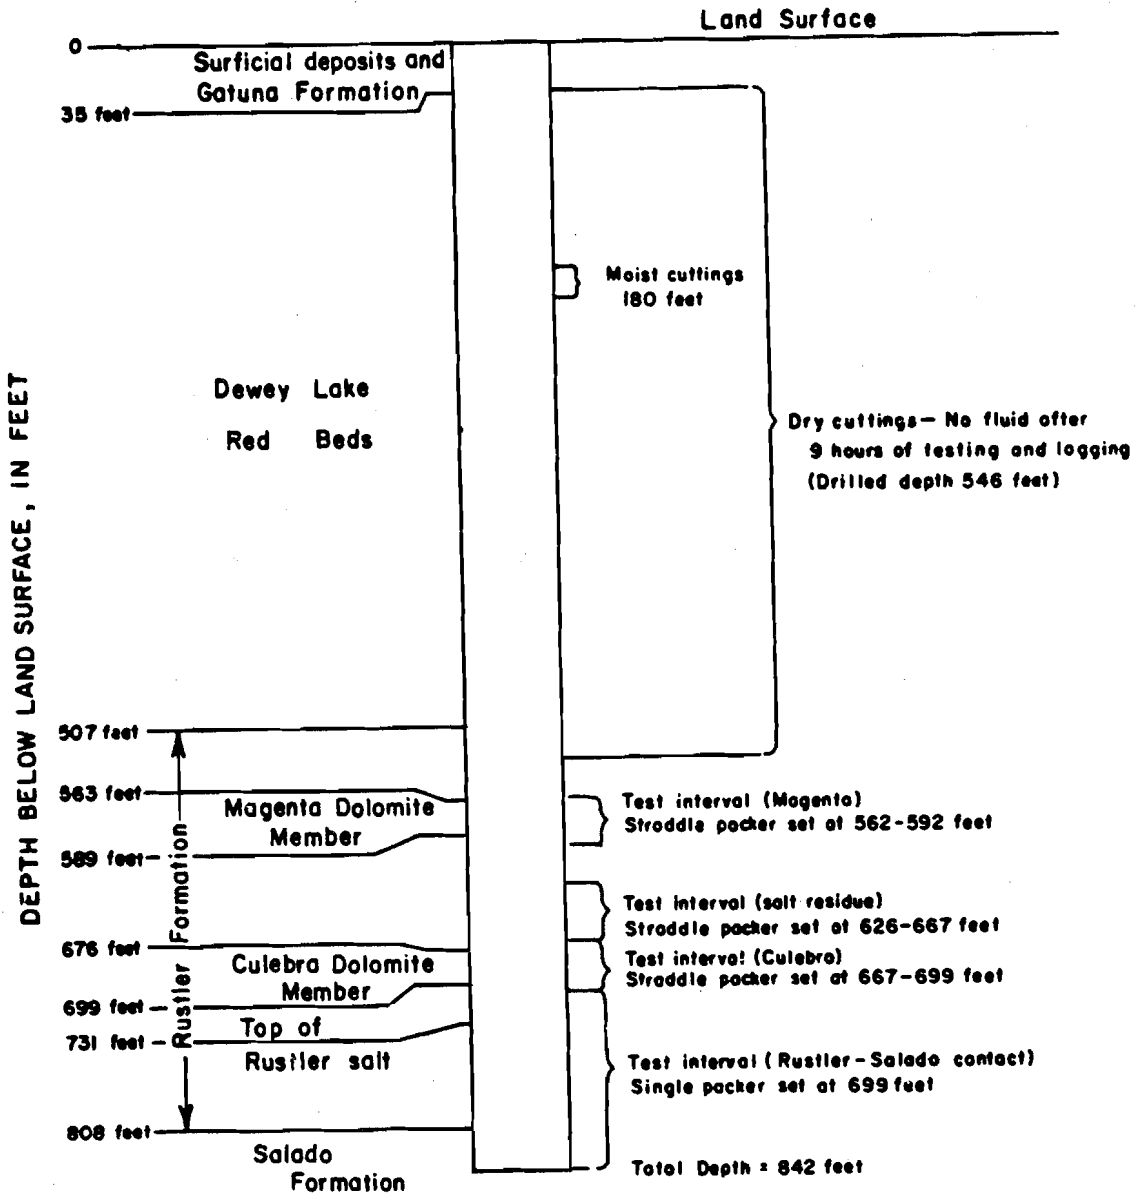 Land Surface
0
Surficial deposits and
Gatuna Formation
35 feet
Moist cuttings
180 feet
Dewey Lake
Red Beds
Dry cuttings— No fluid after
9 hours of testing and logging
(Drilled depth 546 feet)
DEPTH BELOW LAND SURFACE, IN FEET
507 feet
563 feet
Magenta Dolomite
Member
589 feet
Rustler Formation
Test interval (Magenta)
Straddle packer set at 562-592 feet
Test interval (salt residue)
Straddle packer set at 626-667 feet
676 feet
Culebra Dolomite
Member
699 feet
Test interval (Culebra)
Straddle packer set at 667-699 feet
731 feet
Top of
Rustler salt
Test interval (Rustler-Salado contact)
Single packer set at 699 feet
808 feet
Salado
Formation
Total Depth = 842 feet